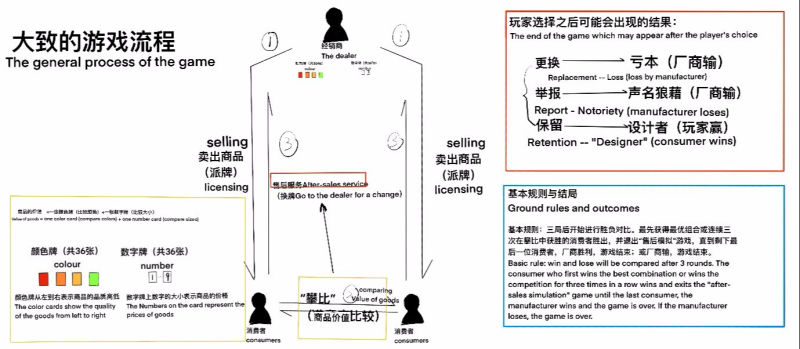 大致的游戏流程
The general process of the game
①
经销商
The dealer
颜色牌（共36张）
colour
数字牌（共36张）
number
selling
卖出商品
（派牌）
licensing
③
③
selling
卖出商品
（派牌）
licensing
售后服务After-sales service
（换牌Go to the dealer for a change)
商品的价值 =一张颜色牌（比较颜色）+一张数字牌（比较大小）
Value of goods = one color card (compare colors) + one number card (compare sizes)
颜色牌（共36张）
colour
数字牌（共36张）
number
1 9
颜色牌从左到右表示商品的品质高低
The color cards show the quality
of the goods from left to right
数字牌上数字的大小表示商品的价格
The Numbers on the card represent the
prices of goods
“攀比”
comparing
Value of goods
（商品价值比较）
消费者
consumers
消费者
consumers
玩家选择之后可能会出现的结果：
The end of the game which may appear after the player's choice
更换 亏本（厂商输）
Replacement -- Loss (loss by manufacturer)
举报 声名狼藉（厂商输）
Report - Notoriety (manufacturer loses)
保留 设计者（玩家赢）
Retention -- "Designer" (consumer wins)
基本规则与结局
Ground rules and outcomes
基本规则：三局后开始进行胜负对比。最先获得最优组合或连续三
次在攀比中获胜的消费者胜出，并退出“售后模拟”游戏，直到剩下最
后一位消费者，厂商胜利，游戏结束；或厂商输，游戏结束。
Basic rule: win and lose will be compared after 3 rounds. The
consumer who first wins the best combination or wins the
competition for three times in a row wins and exits the "after-
sales simulation" game until the last consumer, the
manufacturer wins and the game is over. If the manufacturer
loses, the game is over.